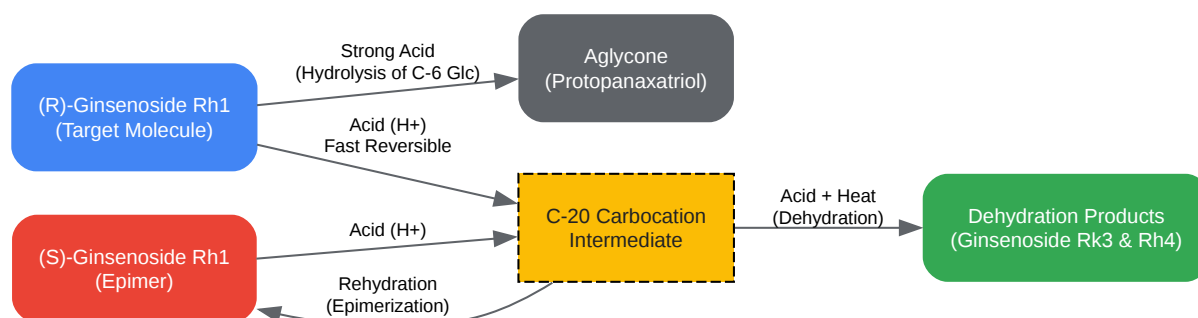 Strong Acid
(Hydrolysis of C-6 Glc)
Aglycone
(Protopanaxatriol)
(R)-Ginsenoside Rh1
(Target Molecule)
Acid (H+)
Fast Reversible
C-20 Carbocation
Intermediate
Acid + Heat
(Dehydration)
Dehydration Products
(Ginsenoside Rk3 & Rh4)
(S)-Ginsenoside Rh1
(Epimer)
Acid (H+)
Rehydration
(Epimerization)